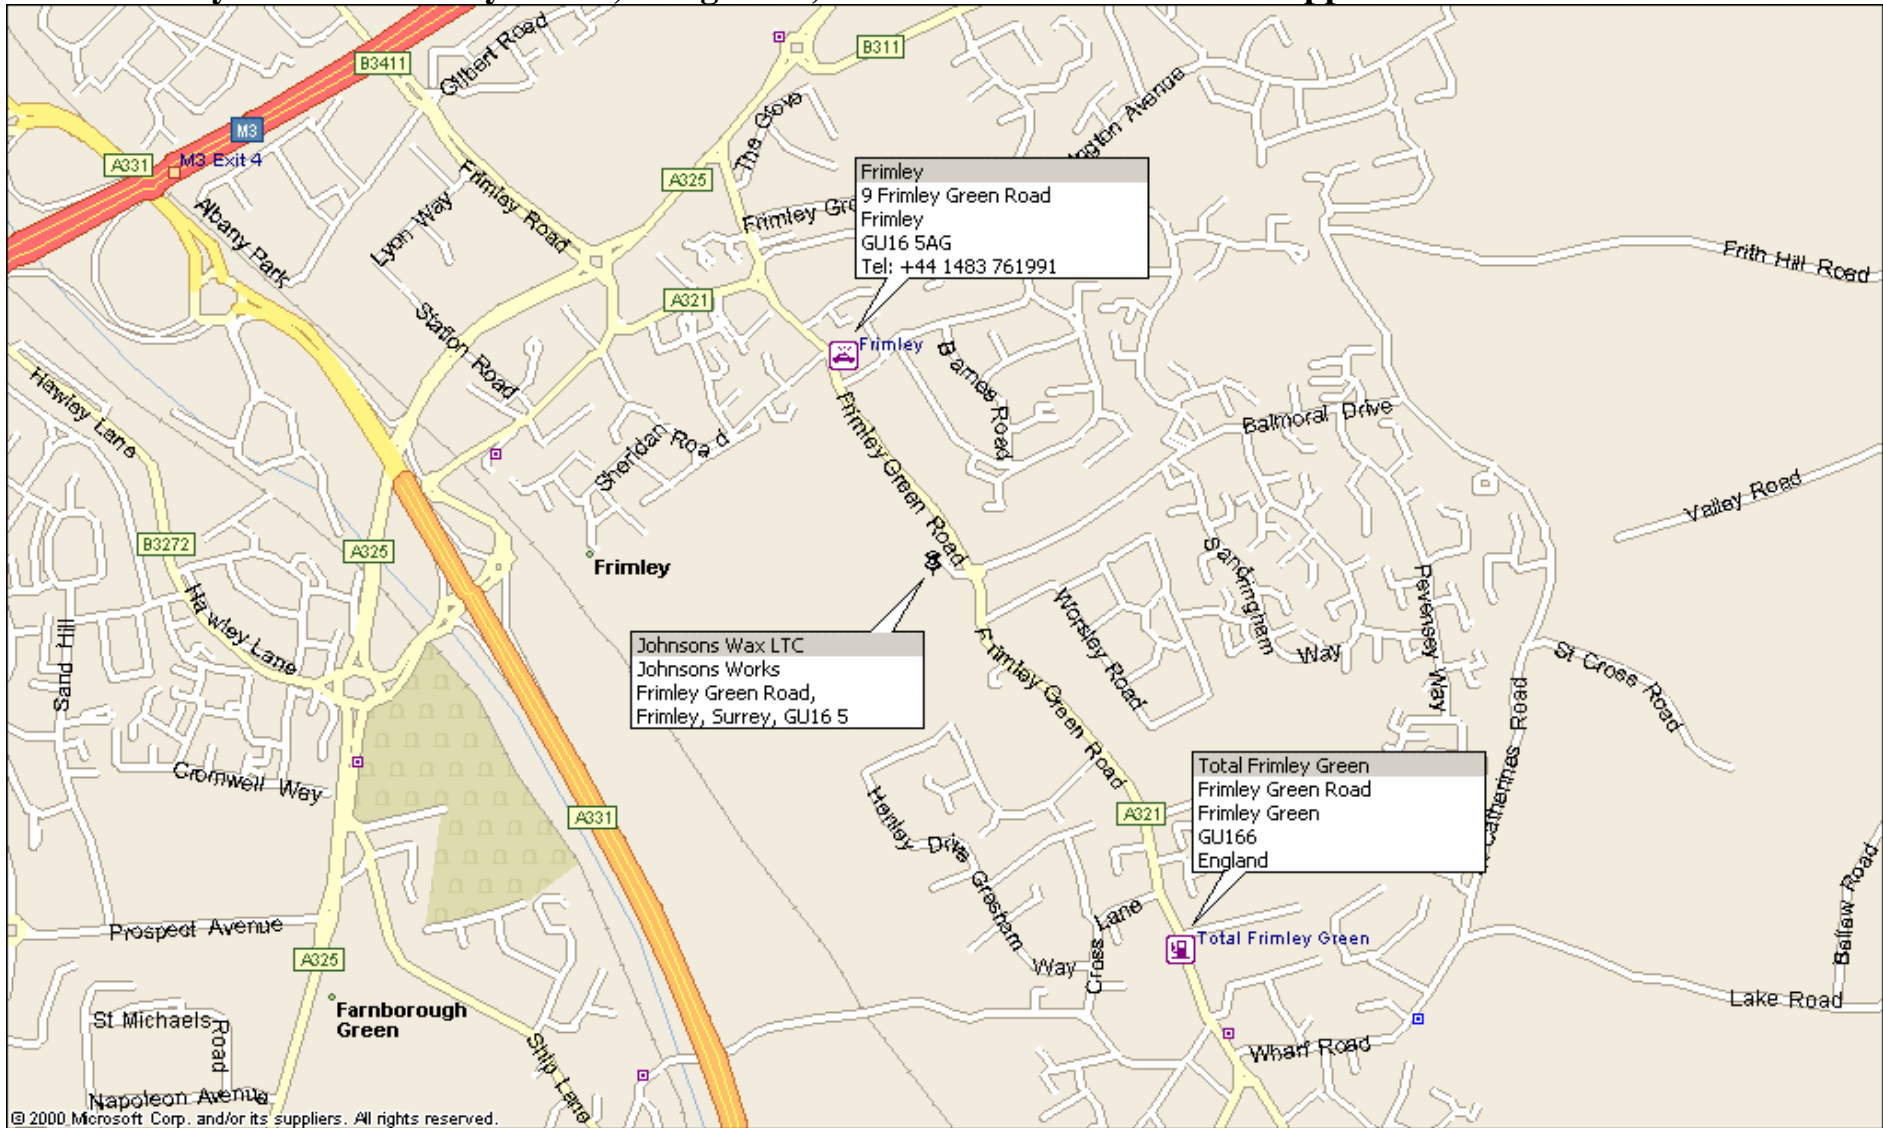 B3411
Gilbert Road
B311
M3
M3 Exit 4
A331
The Grove
A325
Frimley Road
Lyon Way
Albany Park
Frimley
9 Frimley Green Road
Frimley
GU16 5AG
Tel: +44 1483 761991
ington Avenue
Frimley Gro
Frith Hill Road
A321
Station Road
Frimley
Barnes Road
Hawley Lane
Sheridan Road
Balmoral Drive
Frimley Green Road
Valley Road
B3272
A325
Frimley
Sandringham Way
Pevensey Way
Hawley Lane
Worsley Road
Sand Hill
Johnsons Wax LTC
Johnsons Works
Frimley Green Road,
Frimley, Surrey, GU16 5
Frimley Green Road
St Cross Road
Catherines Road
Cromwell Way
A331
Henley Drive
A321
Total Frimley Green
Frimley Green Road
Frimley Green
GU166
England
Gresham Way
Cross Lane
Total Frimley Green
Prospect Avenue
A325
Farnborough
Green
St Michaels Road
Ship Lane
Lake Road
Wharf Road
Napoleon Avenue
© 2000 Microsoft Corp. and/or its suppliers. All rights reserved.